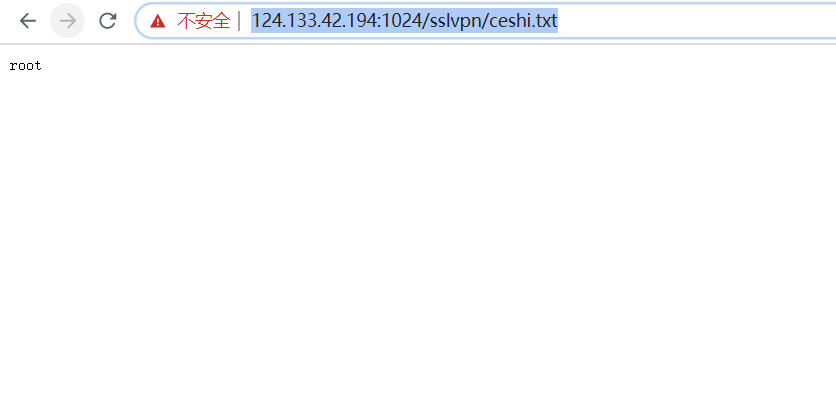 不安全 124.133.42.194:1024/sslvpn/ceshi.txt
root